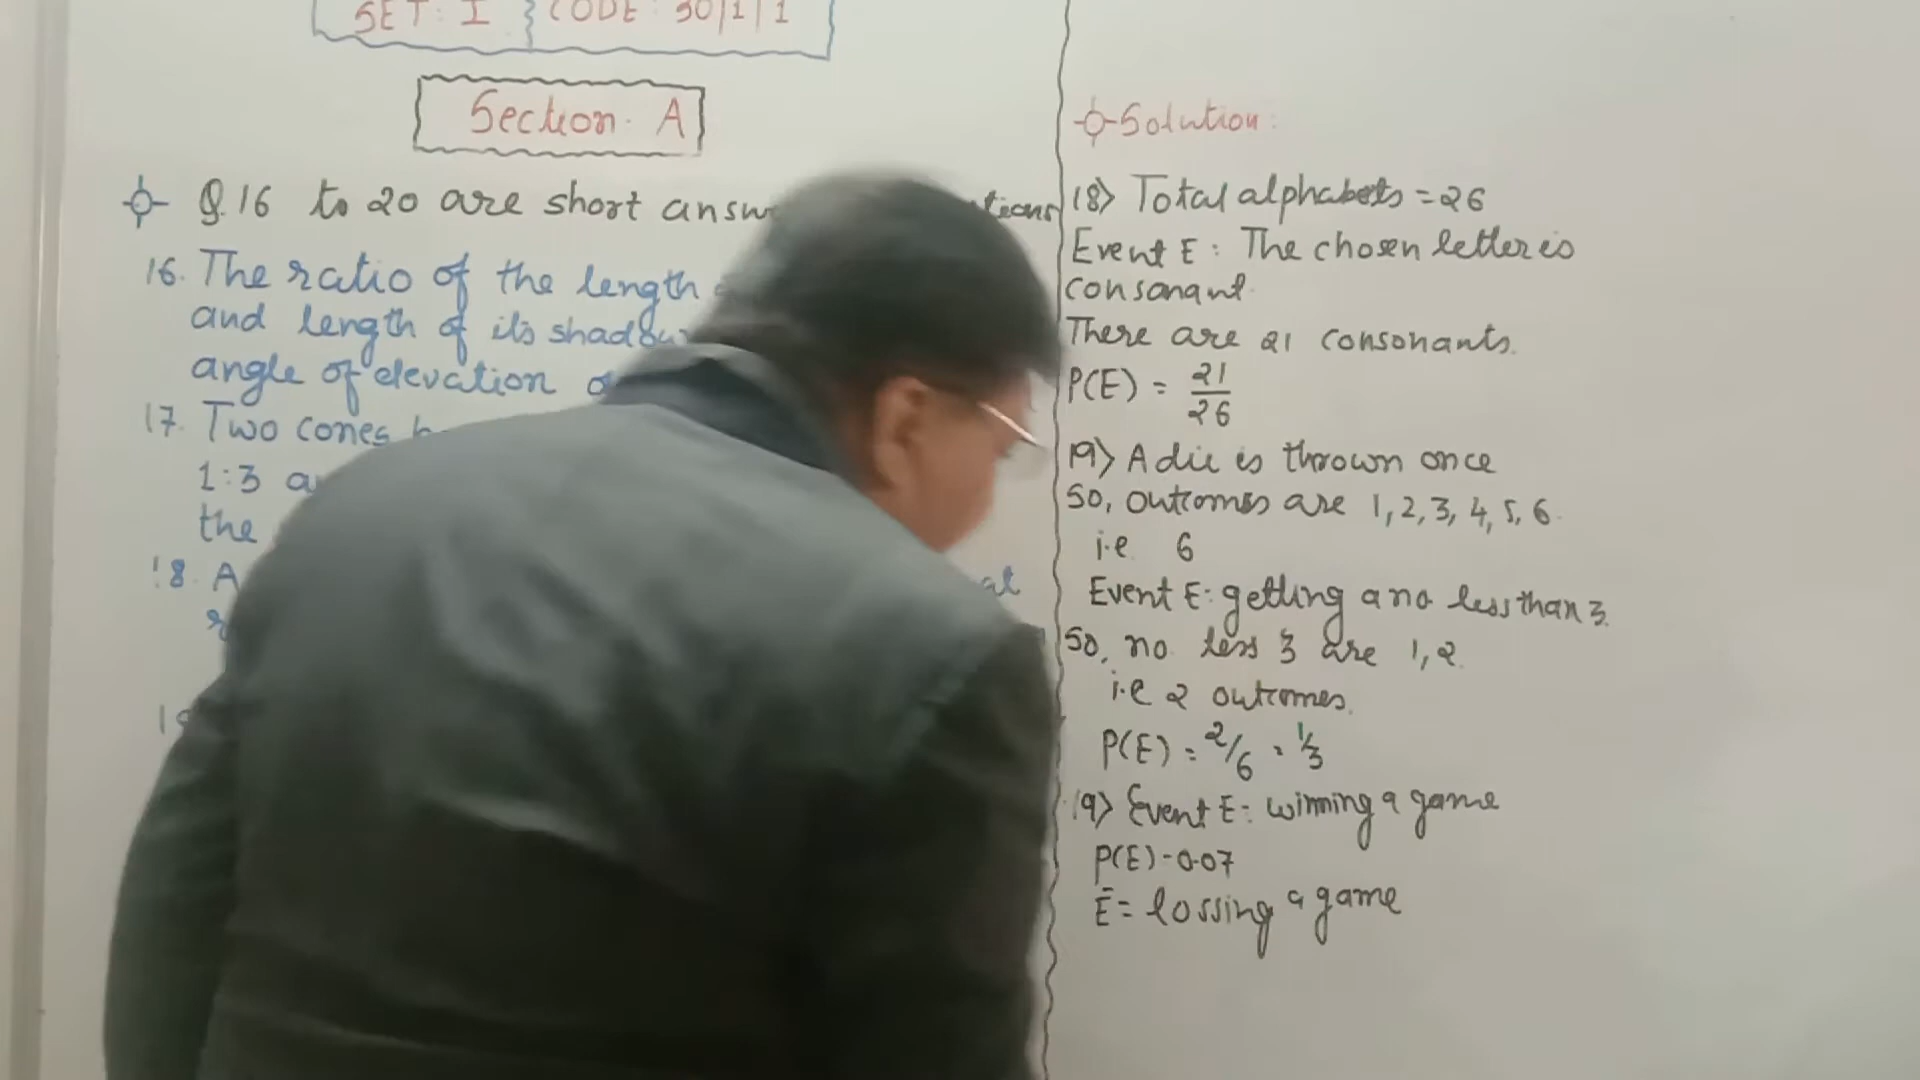 SET: I CODE: 30/1/1
Section. A
Q.16 to 20 are short answ
16. The ratio of the length
and length of its shadow
angle of elevation
17. Two cones
1:3
the
18. A at
Solution:
18> Total alphabets = 26
Event E: The chosen letter is
consonant.
There are 21 consonants.
P(E) = 21/26
19> A die is thrown once
So, outcomes are 1, 2, 3, 4, 5, 6.
i.e 6
Event E: getting a no less than 3.
So, no. less 3 are 1, 2.
i.e 2 outcomes.
P(E) = 2/6 = 1/3
19> Event E: winning a game
P(E) = 0.07
Ē = lossing a game